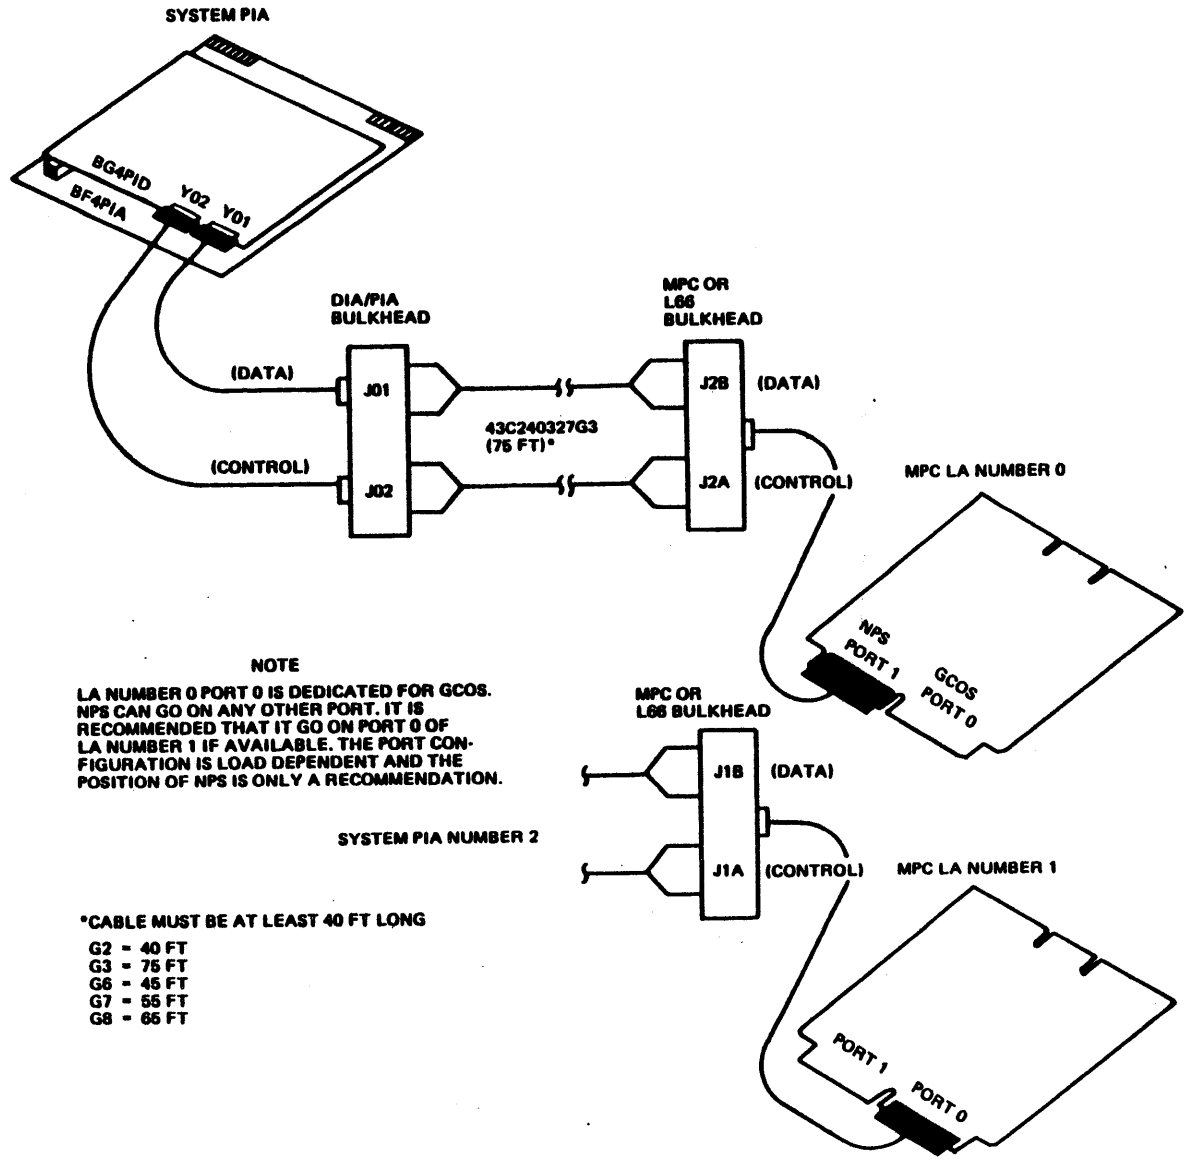 SYSTEM PIA
BG4PID
BF4PIA
Y02
Y01
DIA/PIA
BULKHEAD
MPC OR
L66
BULKHEAD
(DATA)
J01
J2B
(DATA)
43C240327G3
(75 FT)*
(CONTROL)
J02
J2A
(CONTROL)
MPC LA NUMBER 0
NPS
PORT 1
GCOS
PORT 0
NOTE
LA NUMBER 0 PORT 0 IS DEDICATED FOR GCOS.
NPS CAN GO ON ANY OTHER PORT. IT IS
RECOMMENDED THAT IT GO ON PORT 0 OF
LA NUMBER 1 IF AVAILABLE. THE PORT CON-
FIGURATION IS LOAD DEPENDENT AND THE
POSITION OF NPS IS ONLY A RECOMMENDATION.
MPC OR
L66 BULKHEAD
J1B
(DATA)
SYSTEM PIA NUMBER 2
J1A
(CONTROL)
MPC LA NUMBER 1
PORT 1
PORT 0
*CABLE MUST BE AT LEAST 40 FT LONG
G2 = 40 FT
G3 = 75 FT
G6 = 45 FT
G7 = 55 FT
G8 = 65 FT